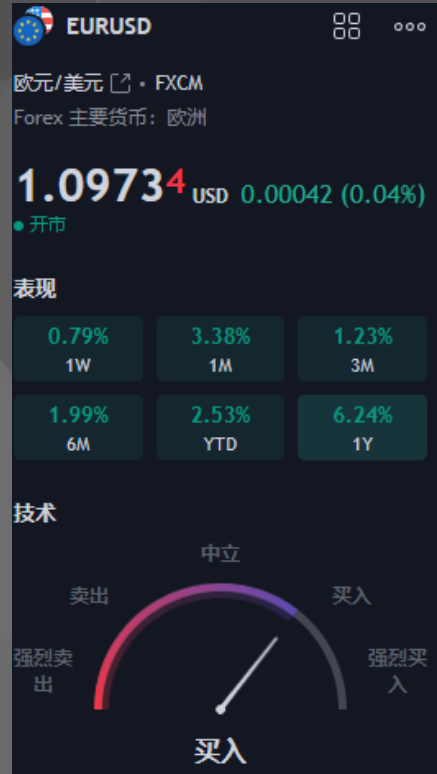 EURUSD
欧元/美元 • FXCM
Forex 主要货币：欧洲
1.09734 USD 0.00042 (0.04%)
开市
表现
0.79% 3.38% 1.23%
1W 1M 3M
1.99% 2.53% 6.24%
6M YTD 1Y
技术
中立
卖出 买入
强烈卖 强烈买
出 入
买入